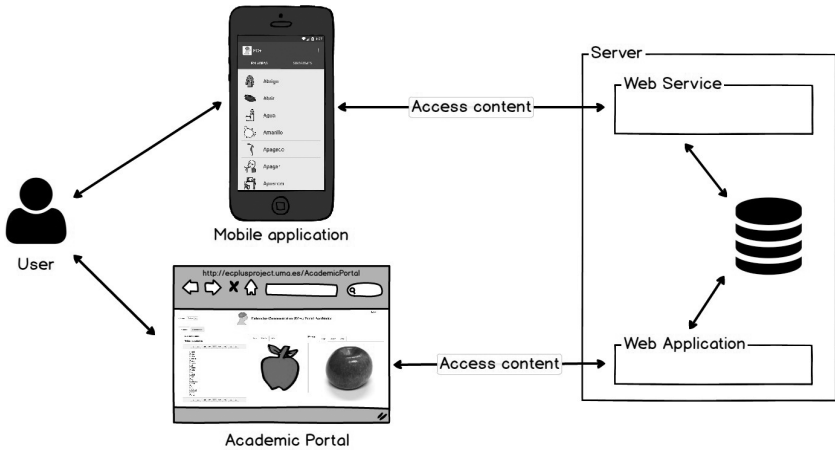 Abrigo
Abrir
Agua
Amarillo
Apagado
Apagar
Mobile application
User
http://ecplusproject.uma.es/AcademicPortal
Academic Portal
Access content
Access content
Server
Web Service
Web Application